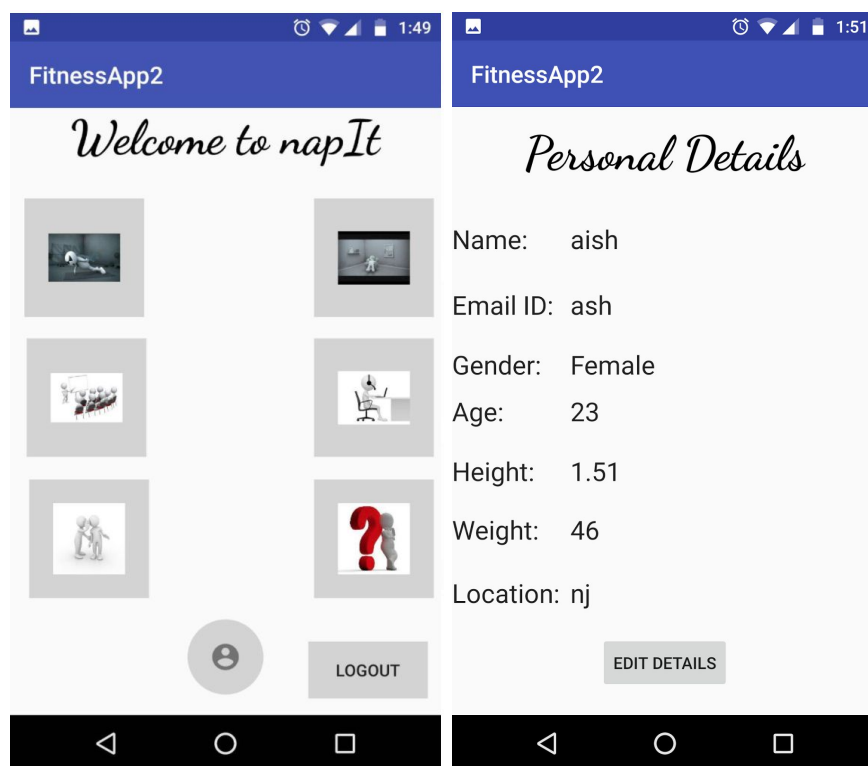 1:49
FitnessApp2
Welcome to napIt
?
LOGOUT
1:51
FitnessApp2
Personal Details
Name: aish
Email ID: ash
Gender: Female
Age: 23
Height: 1.51
Weight: 46
Location: nj
EDIT DETAILS